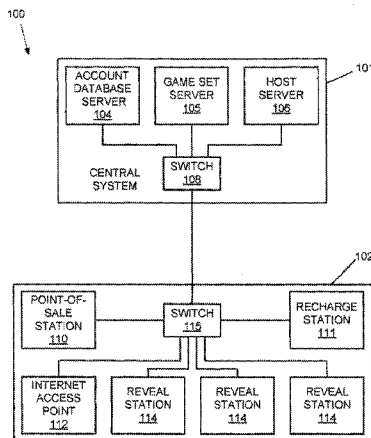 100
101
ACCOUNT
DATABASE
SERVER
104
GAME SET
SERVER
105
HOST
SERVER
106
SWITCH
108
CENTRAL
SYSTEM
102
POINT-OF-
SALE
STATION
110
SWITCH
115
RECHARGE
STATION
111
INTERNET
ACCESS
POINT
112
REVEAL
STATION
114
REVEAL
STATION
114
REVEAL
STATION
114